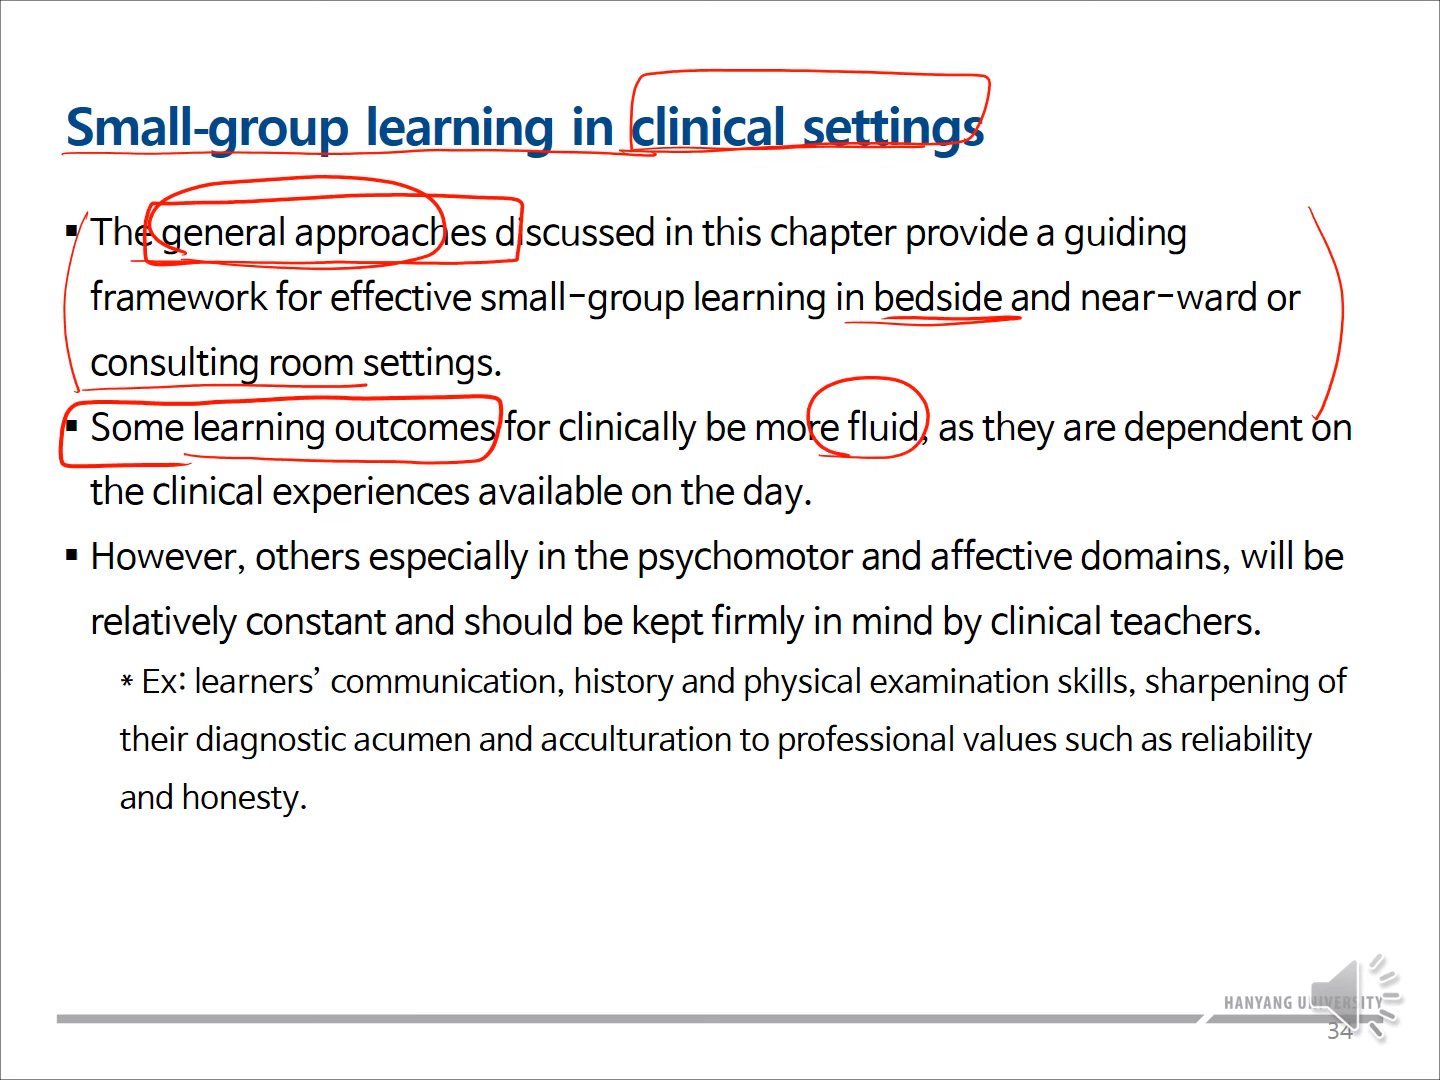 Small-group learning in clinical settings
▪ The general approaches discussed in this chapter provide a guiding
framework for effective small-group learning in bedside and near-ward or
consulting room settings.
▪ Some learning outcomes for clinically be more fluid, as they are dependent on
the clinical experiences available on the day.
▪ However, others especially in the psychomotor and affective domains, will be
relatively constant and should be kept firmly in mind by clinical teachers.
* Ex: learners’ communication, history and physical examination skills, sharpening of
their diagnostic acumen and acculturation to professional values such as reliability
and honesty.
HANYANG UNIVERSITY
34